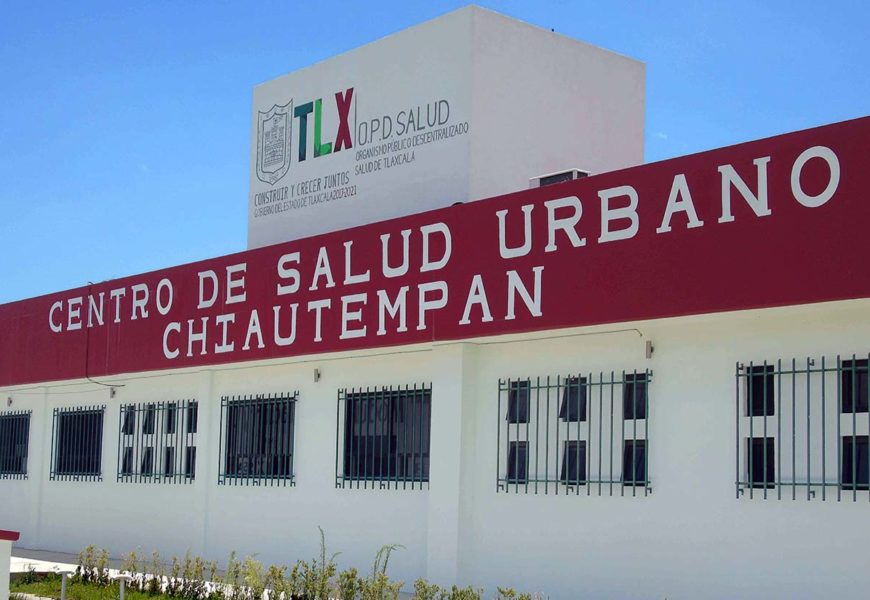 TLX
O.P.D. SALUD
ORGANISMO PÚBLICO DESCENTRALIZADO
SALUD DE TLAXCALA
CONSTRUIR Y CRECER JUNTOS
GOBIERNO DEL ESTADO DE TLAXCALA 2017-2021
CENTRO DE SALUD URBANO
CHIAUTEMPAN